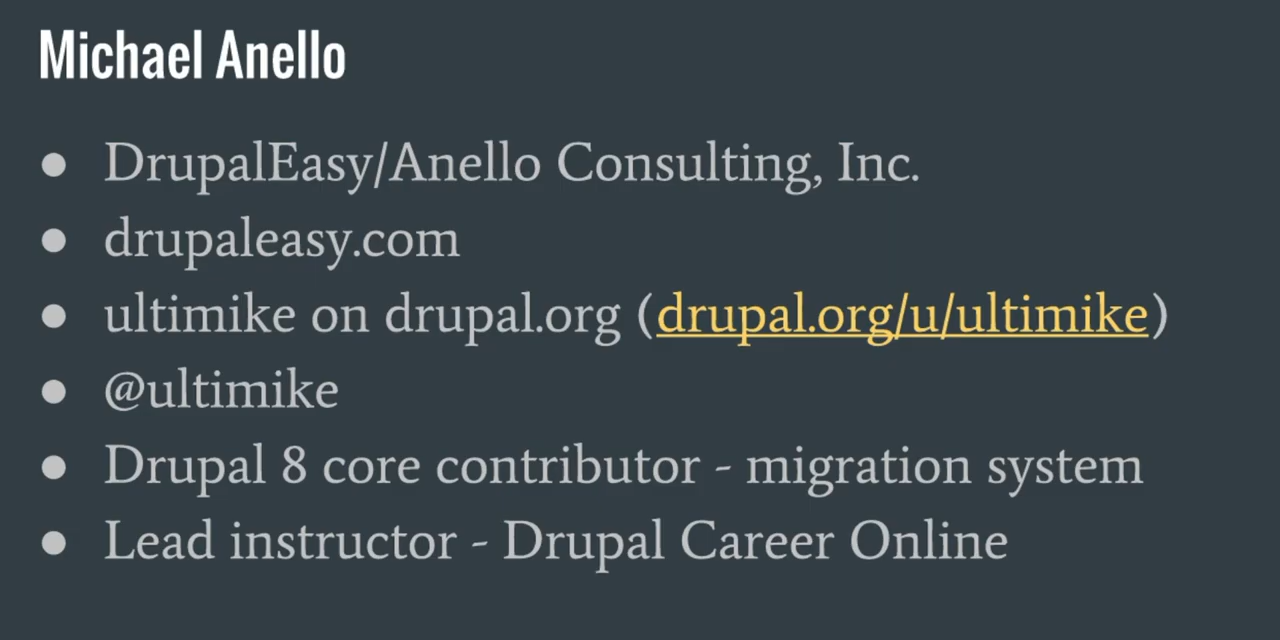 Michael Anello
● DrupalEasy/Anello Consulting, Inc.
● drupaleasy.com
● ultimike on drupal.org (drupal.org/u/ultimike)
● @ultimike
● Drupal 8 core contributor - migration system
● Lead instructor - Drupal Career Online